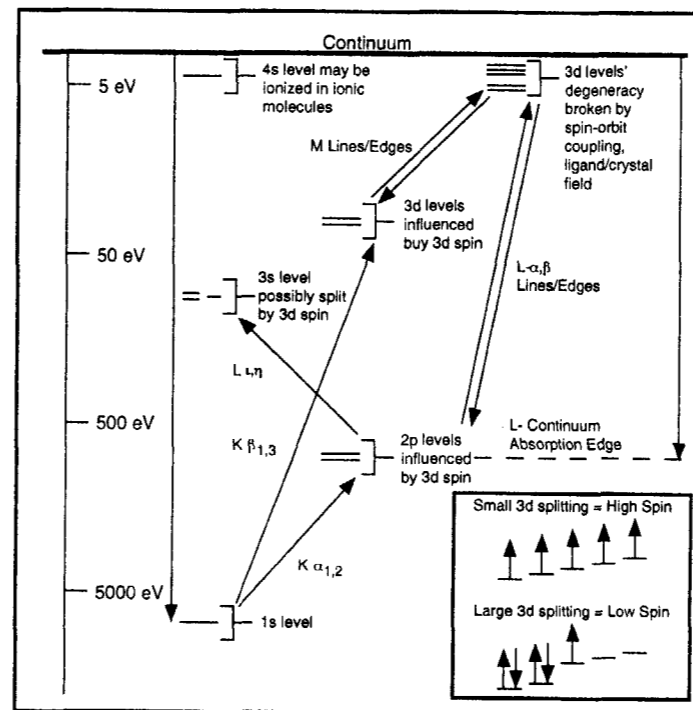 Continuum
5 eV
4s level may be
ionized in ionic
molecules
3d levels'
degeneracy
broken by
spin-orbit
coupling,
ligand/crystal
field
M Lines/Edges
3d levels
influenced
buy 3d spin
50 eV
3s level
possibly split
by 3d spin
L-α,β
Lines/Edges
L ι,η
500 eV
K β1,3
2p levels
influenced
by 3d spin
L- Continuum
Absorption Edge
K α1,2
5000 eV
1s level
Small 3d splitting = High Spin
Large 3d splitting = Low Spin